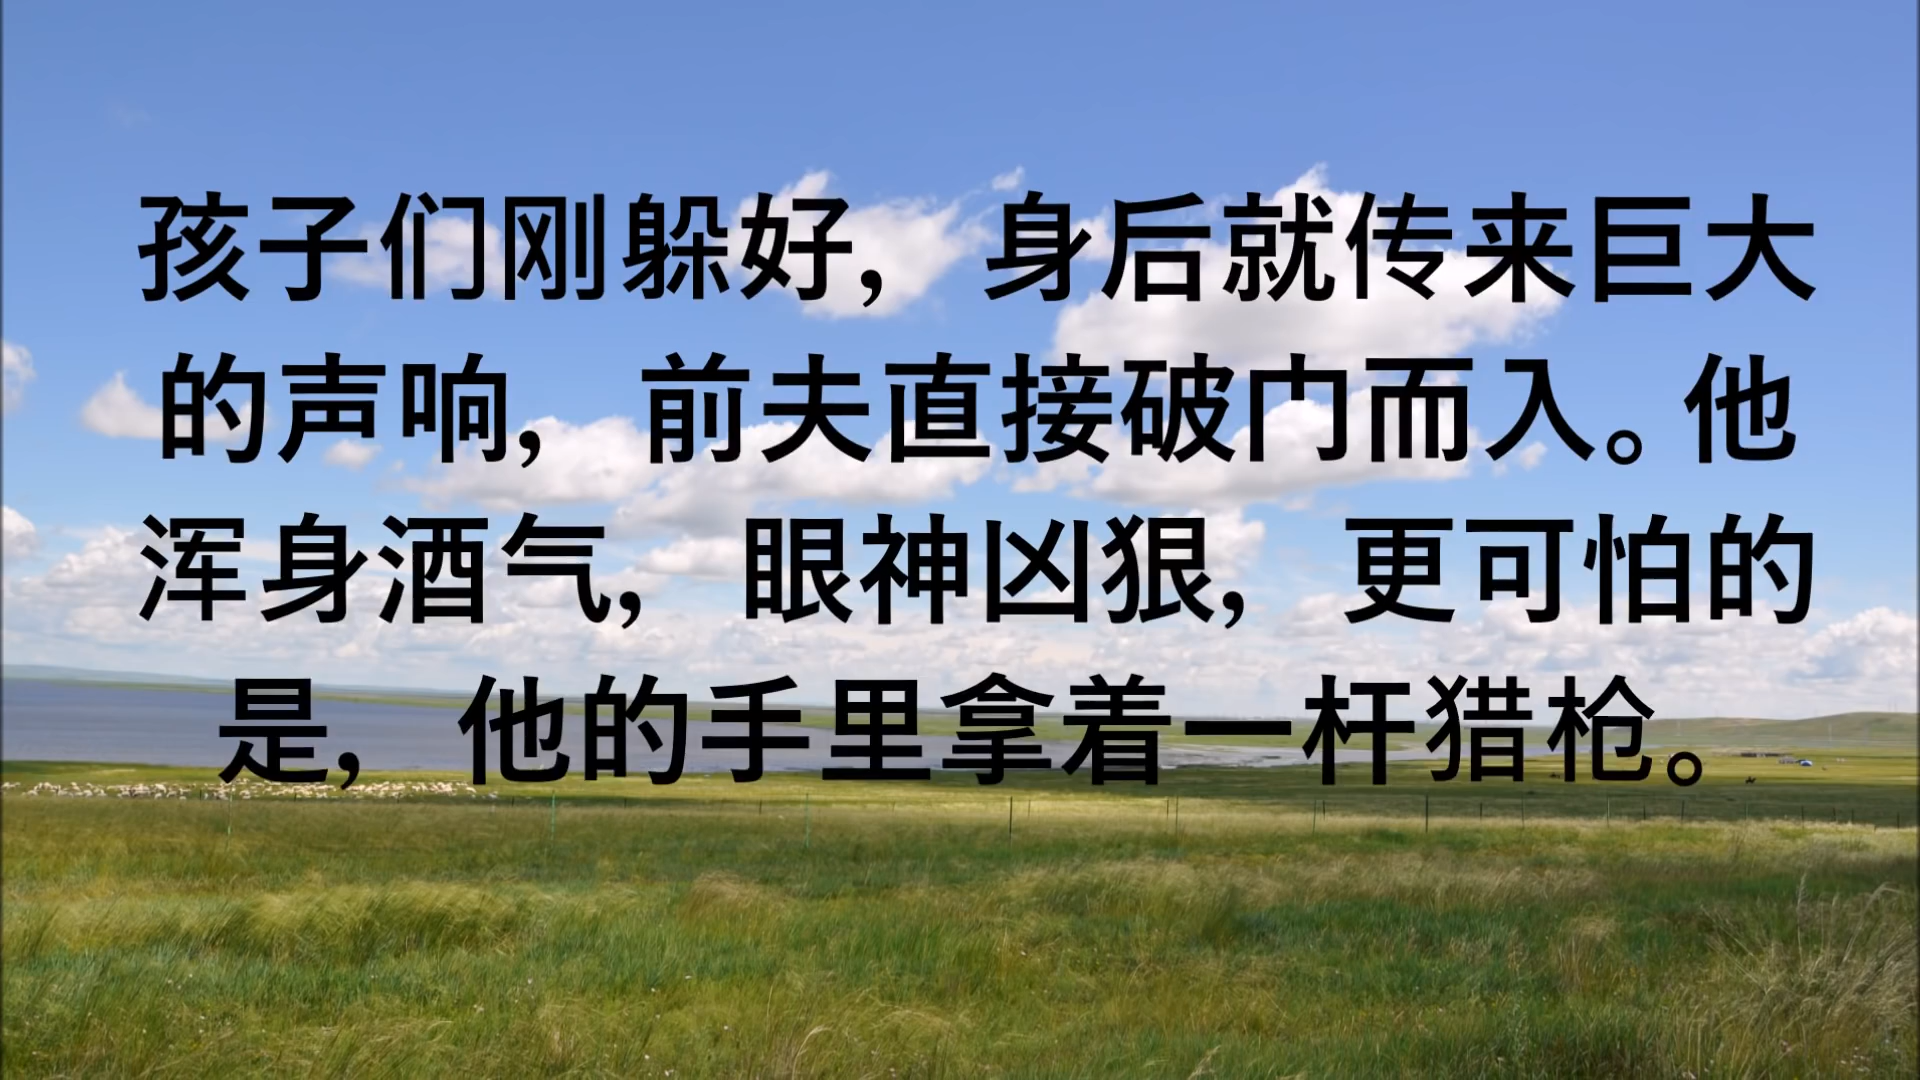 孩子们刚躲好，身后就传来巨大
的声响，前夫直接破门而入。他
浑身酒气，眼神凶狠，更可怕的
是，他的手里拿着一杆猎枪。